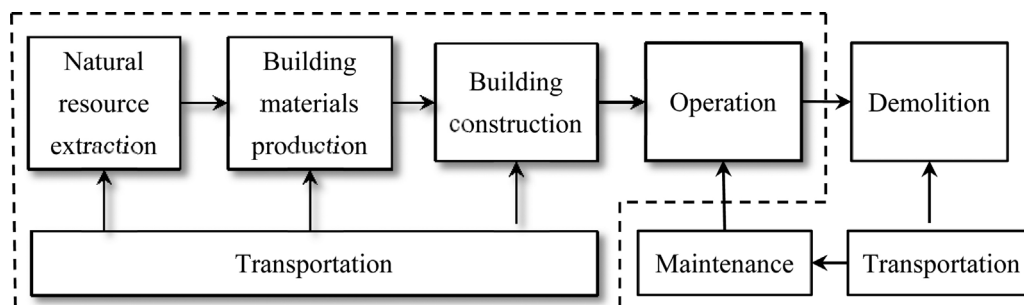 Natural
resource
extraction
Building
materials
production
Building
construction
Operation
Demolition
Transportation
Maintenance
Transportation